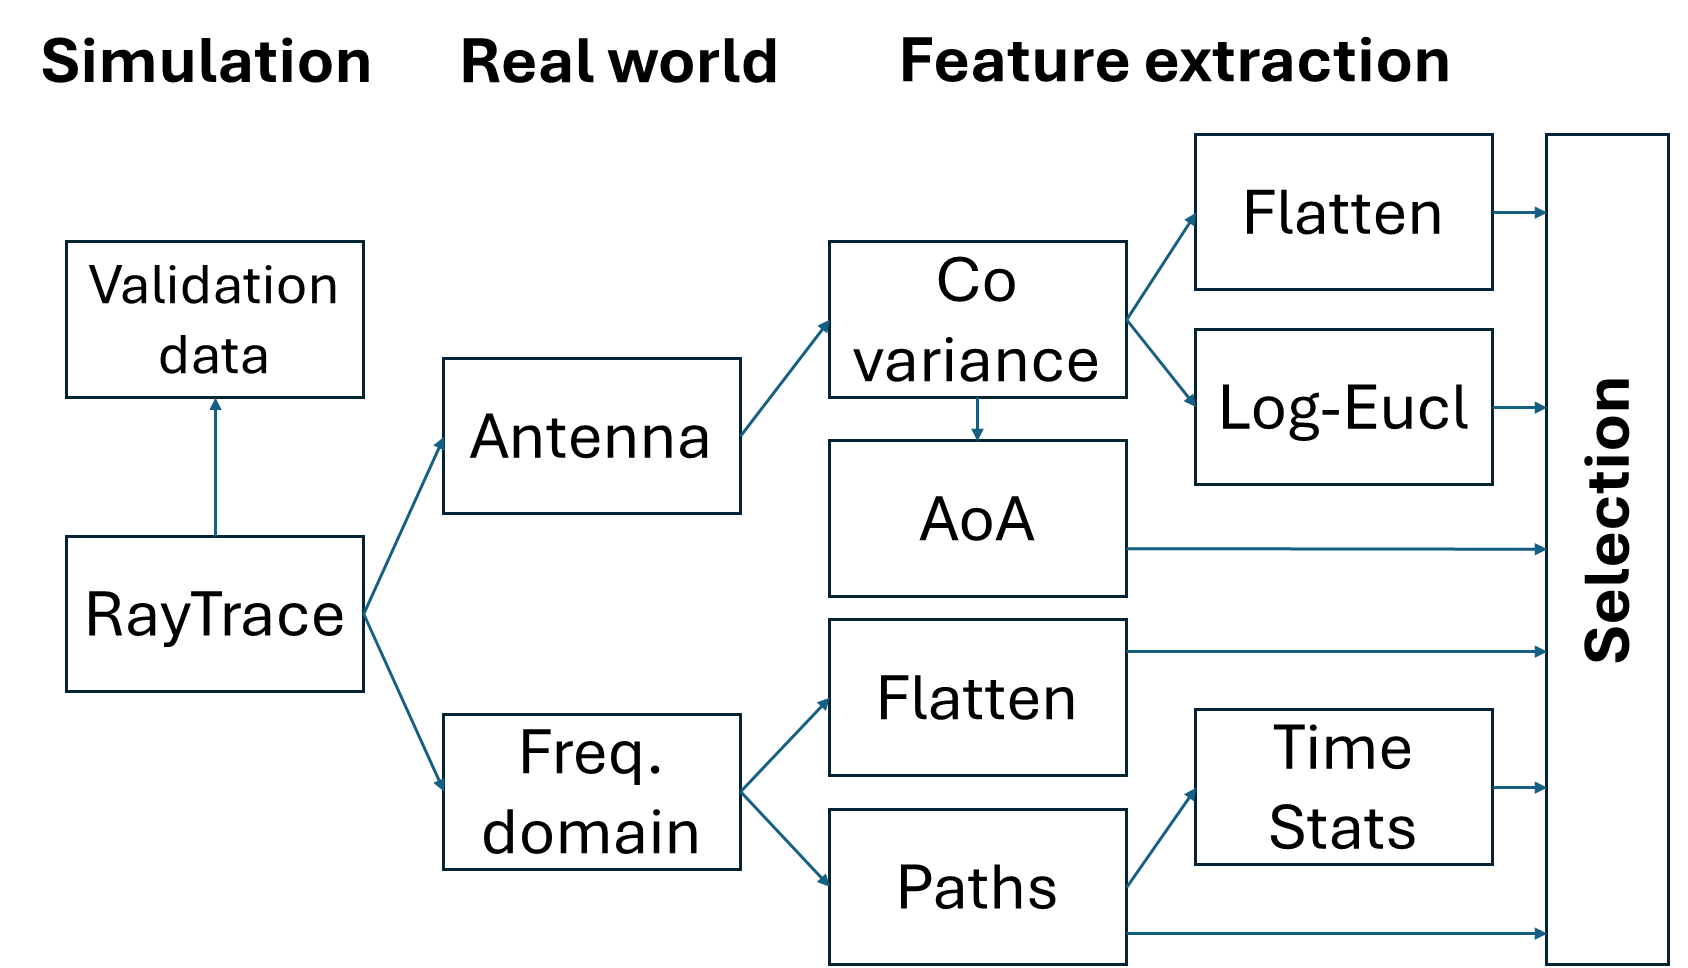 Simulation
Real world
Feature extraction
Validation
data
RayTrace
Antenna
Freq.
domain
Co
variance
AoA
Flatten
Paths
Flatten
Log-Eucl
Time
Stats
Selection